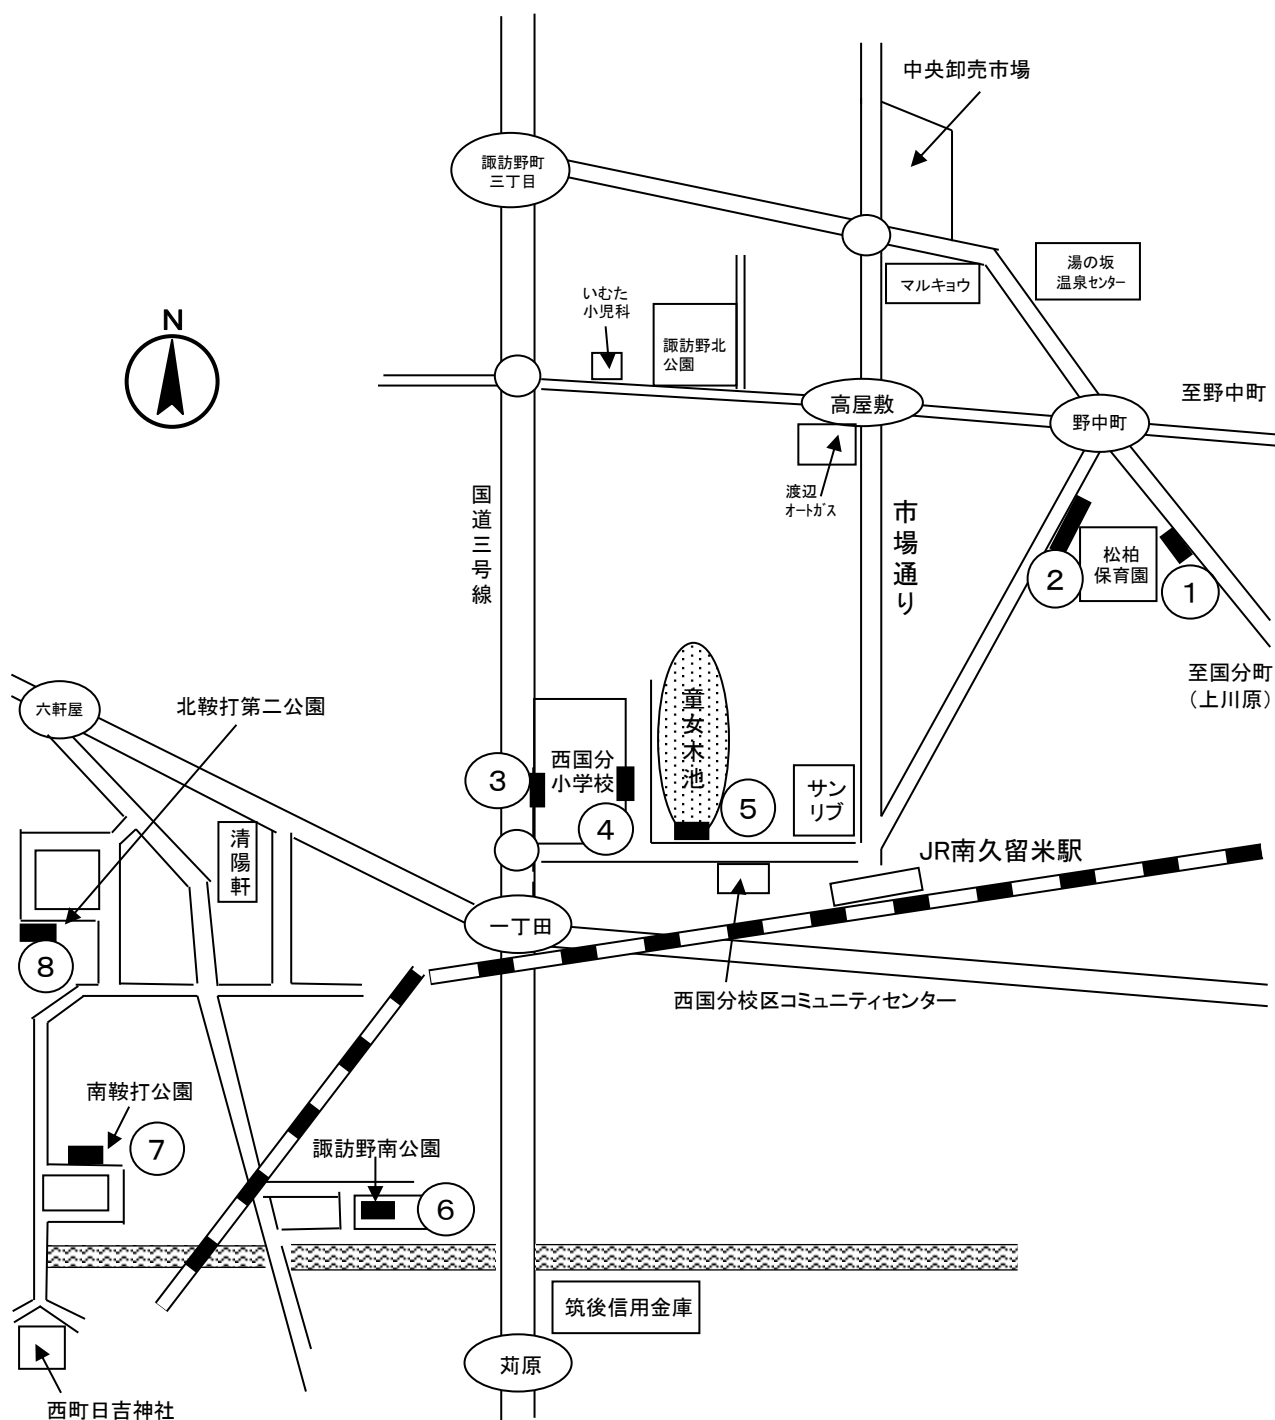 中央卸売市場
諏訪野町
三丁目
湯の坂
温泉センター
マルキョウ
いむた
小児科
諏訪野北
公園
N
至野中町
高屋敷
野中町
渡辺
オートガス
国道三号線
市場通り
松柏
保育園
2
1
至国分町
(上川原)
六軒屋
北鞍打第二公園
童女木池
3
西国分
小学校
サン
リブ
5
4
清陽軒
JR南久留米駅
一丁田
8
西国分校区コミュニティセンター
南鞍打公園
7
諏訪野南公園
6
筑後信用金庫
苅原
西町日吉神社